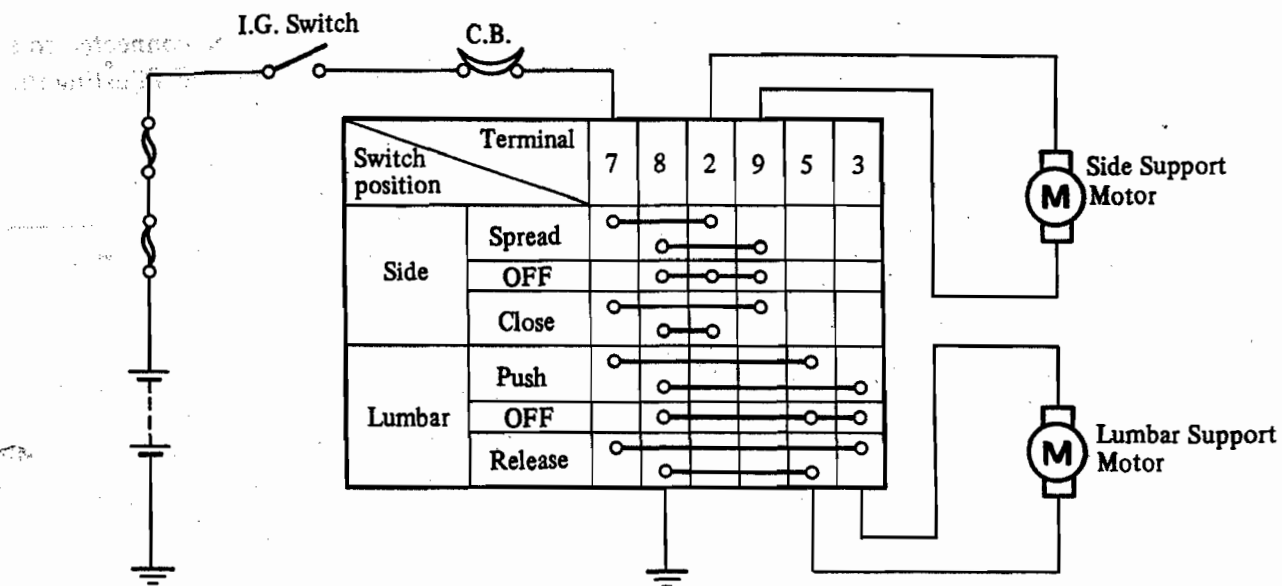 I.G. Switch
C.B.
Terminal
Switch
position
7 8 2 9 5 3
Side
Spread
OFF
Close
Lumbar
Push
OFF
Release
M
Side Support
Motor
M
Lumbar Support
Motor